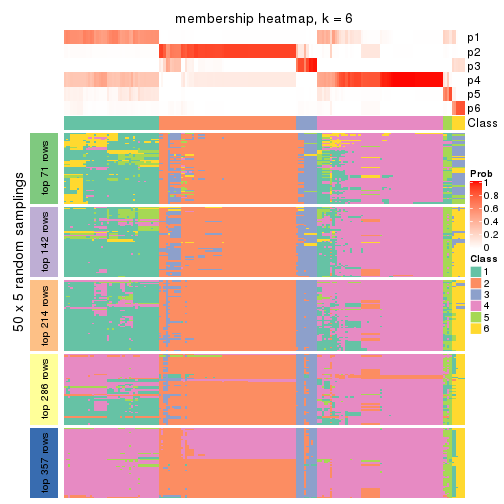 membership heatmap, k = 6
p1
p2
p3
p4
p5
p6
Class
50 x 5 random samplings
top 71 rows
top 142 rows
top 214 rows
top 286 rows
top 357 rows
Prob
1
0.8
0.6
0.4
0.2
0
Class
1
2
3
4
5
6